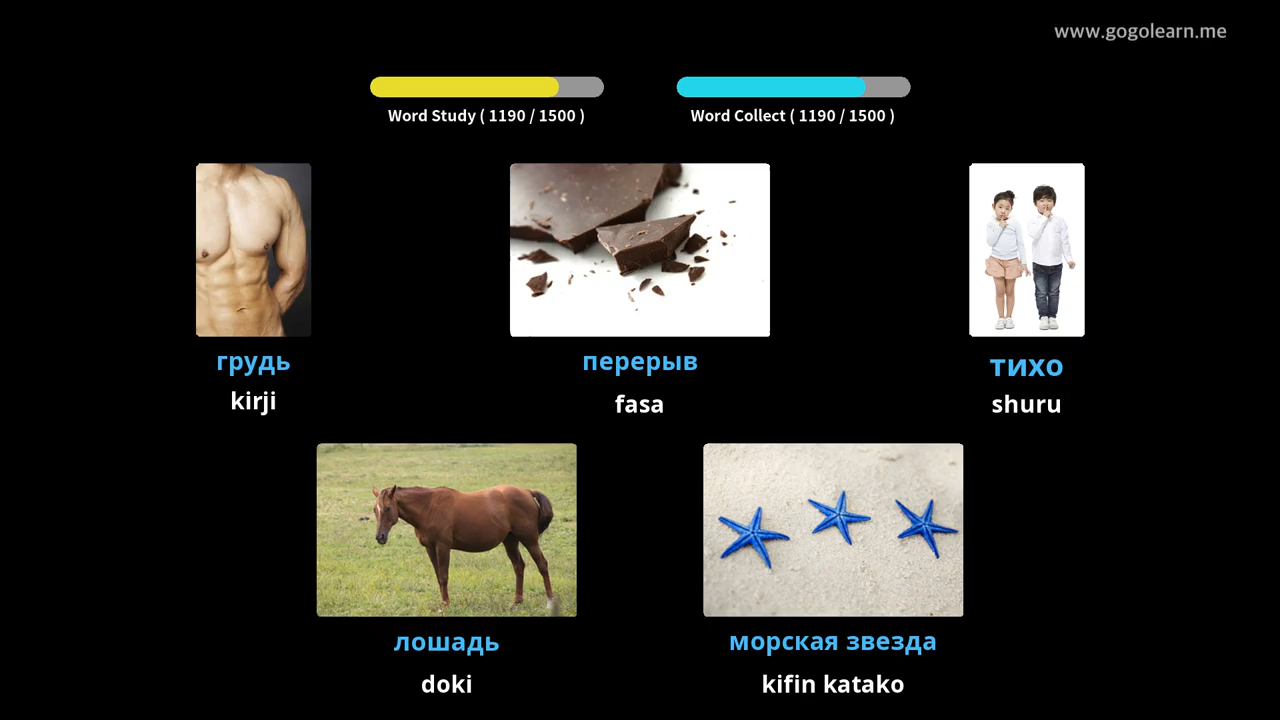 www.gogolearn.me
Word Study ( 1190 / 1500 )
Word Collect ( 1190 / 1500 )
грудь
kirji
перерыв
fasa
тихо
shuru
лошадь
doki
морская звезда
kifin katako